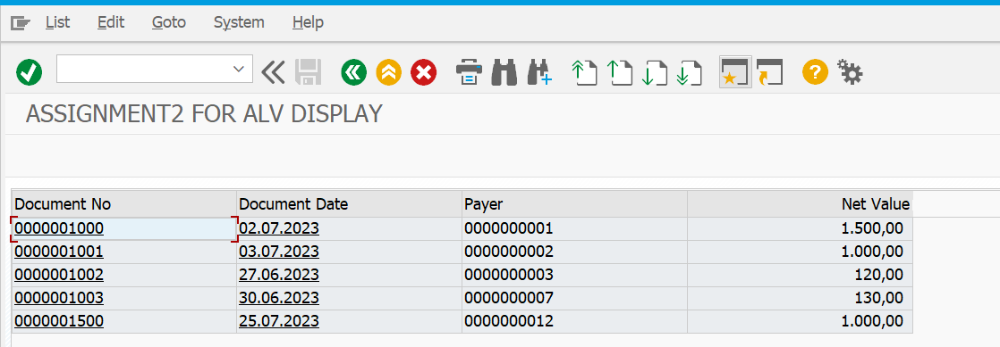 List Edit Goto System Help
ASSIGNMENT2 FOR ALV DISPLAY
Document No Document Date Payer Net Value
0000001000 02.07.2023 0000000001 1.500,00
0000001001 03.07.2023 0000000002 1.000,00
0000001002 27.06.2023 0000000003 120,00
0000001003 30.06.2023 0000000007 130,00
0000001500 25.07.2023 0000000012 1.000,00